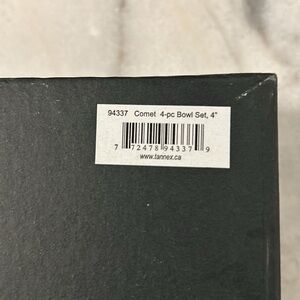 94337 Comet 4-pc Bowl Set, 4"
7 72478 94337 9
www.tannex.ca